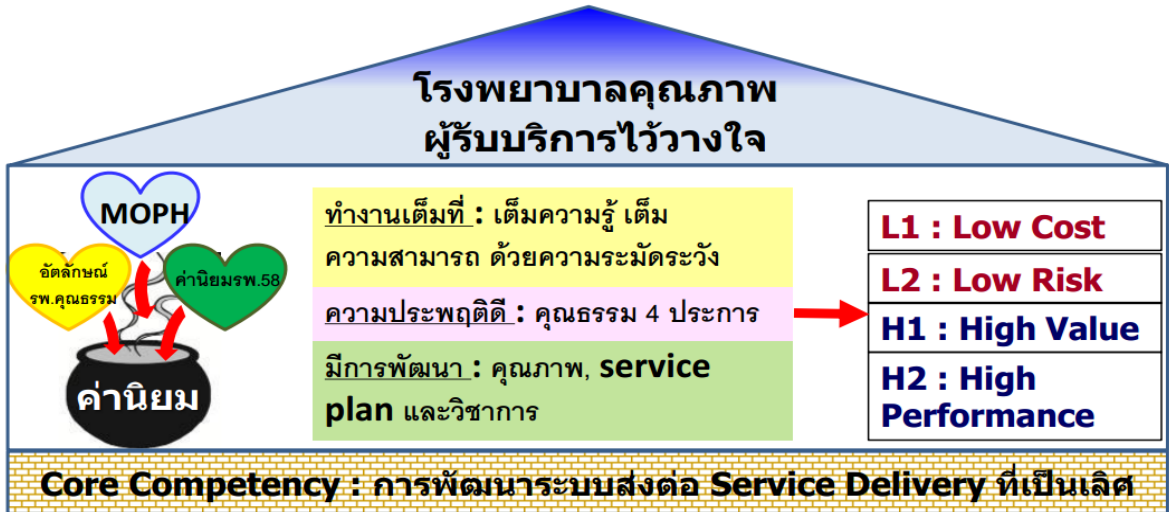 โรงพยาบาลคุณภาพ
ผู้รับบริการไว้วางใจ
MOPH
อัตลักษณ์
รพ.คุณธรรม
ค่านิยมรพ.58
ค่านิยม
ทำงานเต็มที่ : เต็มความรู้ เต็ม
ความสามารถ ด้วยความระมัดระวัง
ความประพฤติดี : คุณธรรม 4 ประการ
มีการพัฒนา : คุณภาพ, service
plan และวิชาการ
L1 : Low Cost
L2 : Low Risk
H1 : High Value
H2 : High
Performance
Core Competency : การพัฒนาระบบส่งต่อ Service Delivery ที่เป็นเลิศ